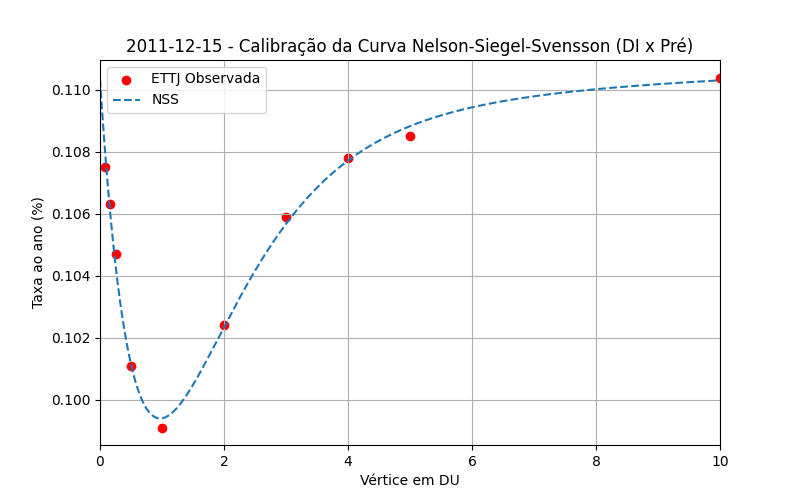 2011-12-15 - Calibração da Curva Nelson-Siegel-Svensson (DI x Pré)
ETTJ Observada
NSS
Taxa ao ano (%)
0.110
0.108
0.106
0.104
0.102
0.100
0 2 4 6 8 10
Vértice em DU